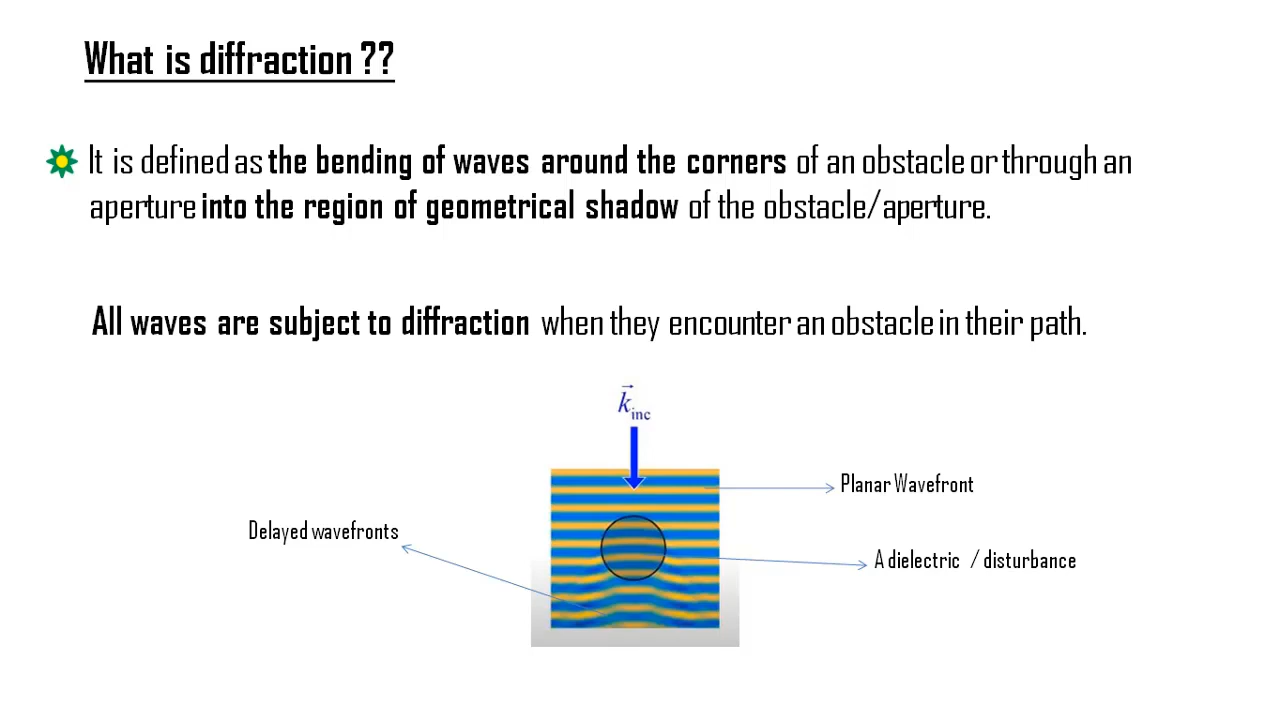 What is diffraction ??
It is defined as the bending of waves around the corners of an obstacle or through an
aperture into the region of geometrical shadow of the obstacle/aperture.
All waves are subject to diffraction when they encounter an obstacle in their path.
k⃗inc
Planar Wavefront
Delayed wavefronts
A dielectric / disturbance